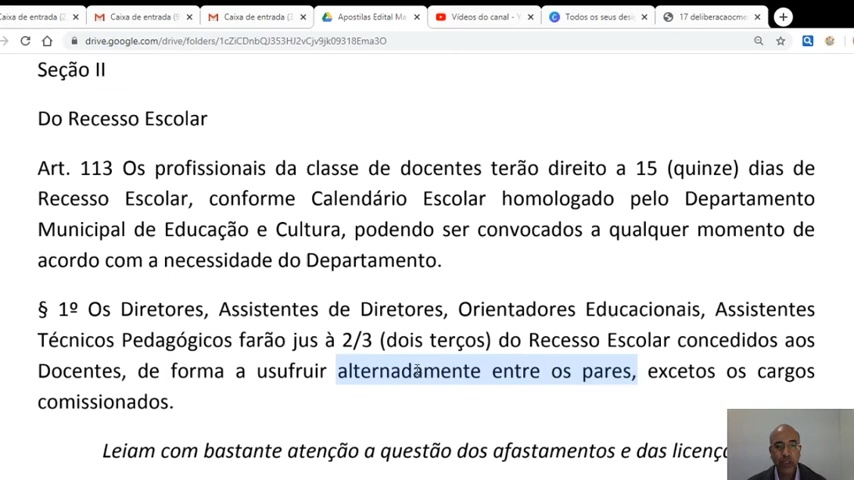 Caixa de entrada (2
Caixa de entrada (
Caixa de entrada (
Apostilas Edital Ma
Vídeos do canal - Y
Todos os seus desi
17 deliberacaocme
drive.google.com/drive/folders/1cZiCDnbQJ353HJ2vCjv9jk09318Ema3O
Seção II
Do Recesso Escolar
Art. 113 Os profissionais da classe de docentes terão direito a 15 (quinze) dias de
Recesso Escolar, conforme Calendário Escolar homologado pelo Departamento
Municipal de Educação e Cultura, podendo ser convocados a qualquer momento de
acordo com a necessidade do Departamento.
§ 1º Os Diretores, Assistentes de Diretores, Orientadores Educacionais, Assistentes
Técnicos Pedagógicos farão jus à 2/3 (dois terços) do Recesso Escolar concedidos aos
Docentes, de forma a usufruir alternadamente entre os pares, excetos os cargos
comissionados.
Leiam com bastante atenção a questão dos afastamentos e das licença